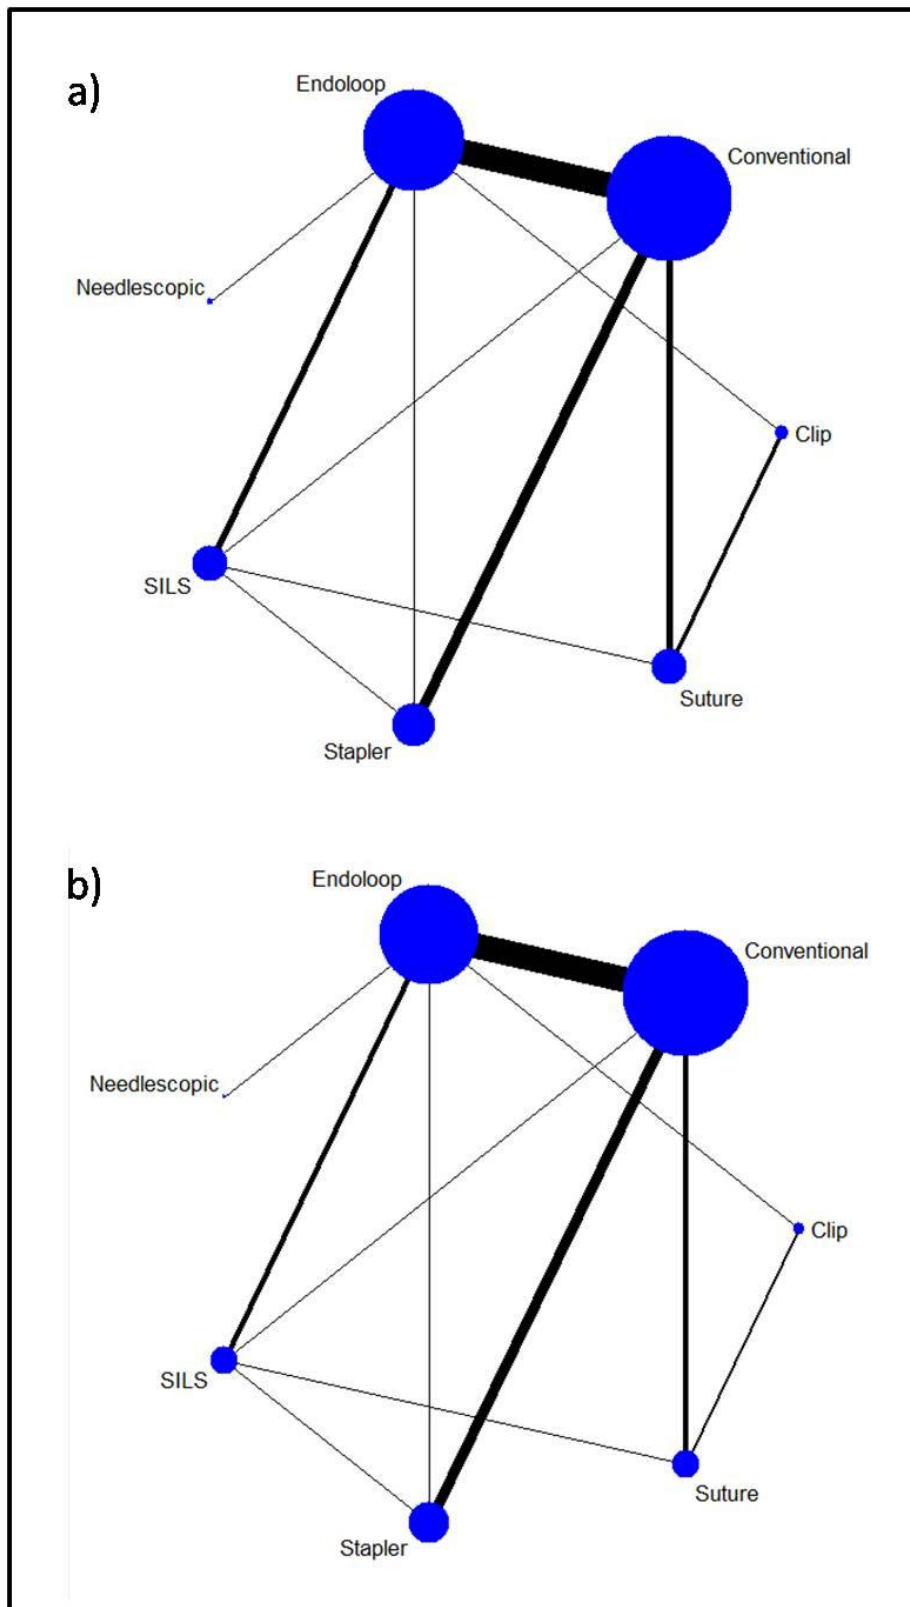 a)
Endoloop
Conventional
Needlescopic
Clip
SILS
Suture
Stapler
b)
Endoloop
Conventional
Needlescopic
Clip
SILS
Suture
Stapler